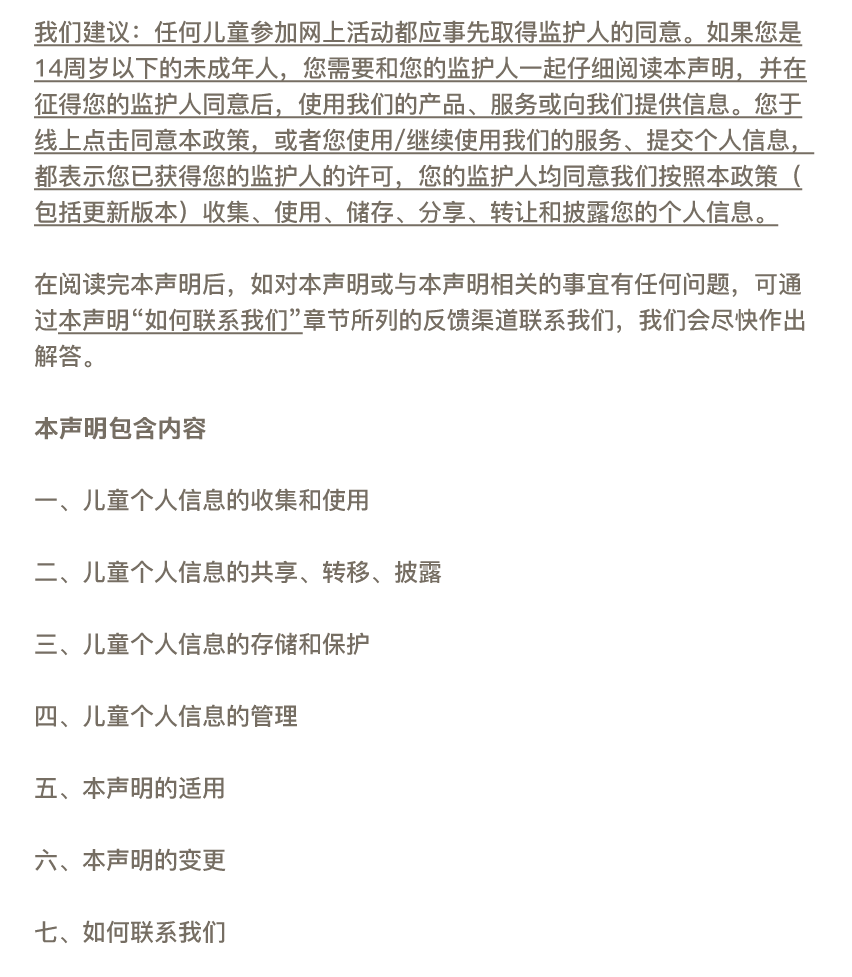 我们建议：任何儿童参加网上活动都应事先取得监护人的同意。如果您是
14周岁以下的未成年人，您需要和您的监护人一起仔细阅读本声明，并在
征得您的监护人同意后，使用我们的产品、服务或向我们提供信息。您于
线上点击同意本政策，或者您使用/继续使用我们的服务、提交个人信息，
都表示您已获得您的监护人的许可，您的监护人均同意我们按照本政策（
包括更新版本）收集、使用、储存、分享、转让和披露您的个人信息。
在阅读完本声明后，如对本声明或与本声明相关的事宜有任何问题，可通
过本声明“如何联系我们”章节所列的反馈渠道联系我们，我们会尽快作出
解答。
本声明包含内容
一、儿童个人信息的收集和使用
二、儿童个人信息的共享、转移、披露
三、儿童个人信息的存储和保护
四、儿童个人信息的管理
五、本声明的适用
六、本声明的变更
七、如何联系我们